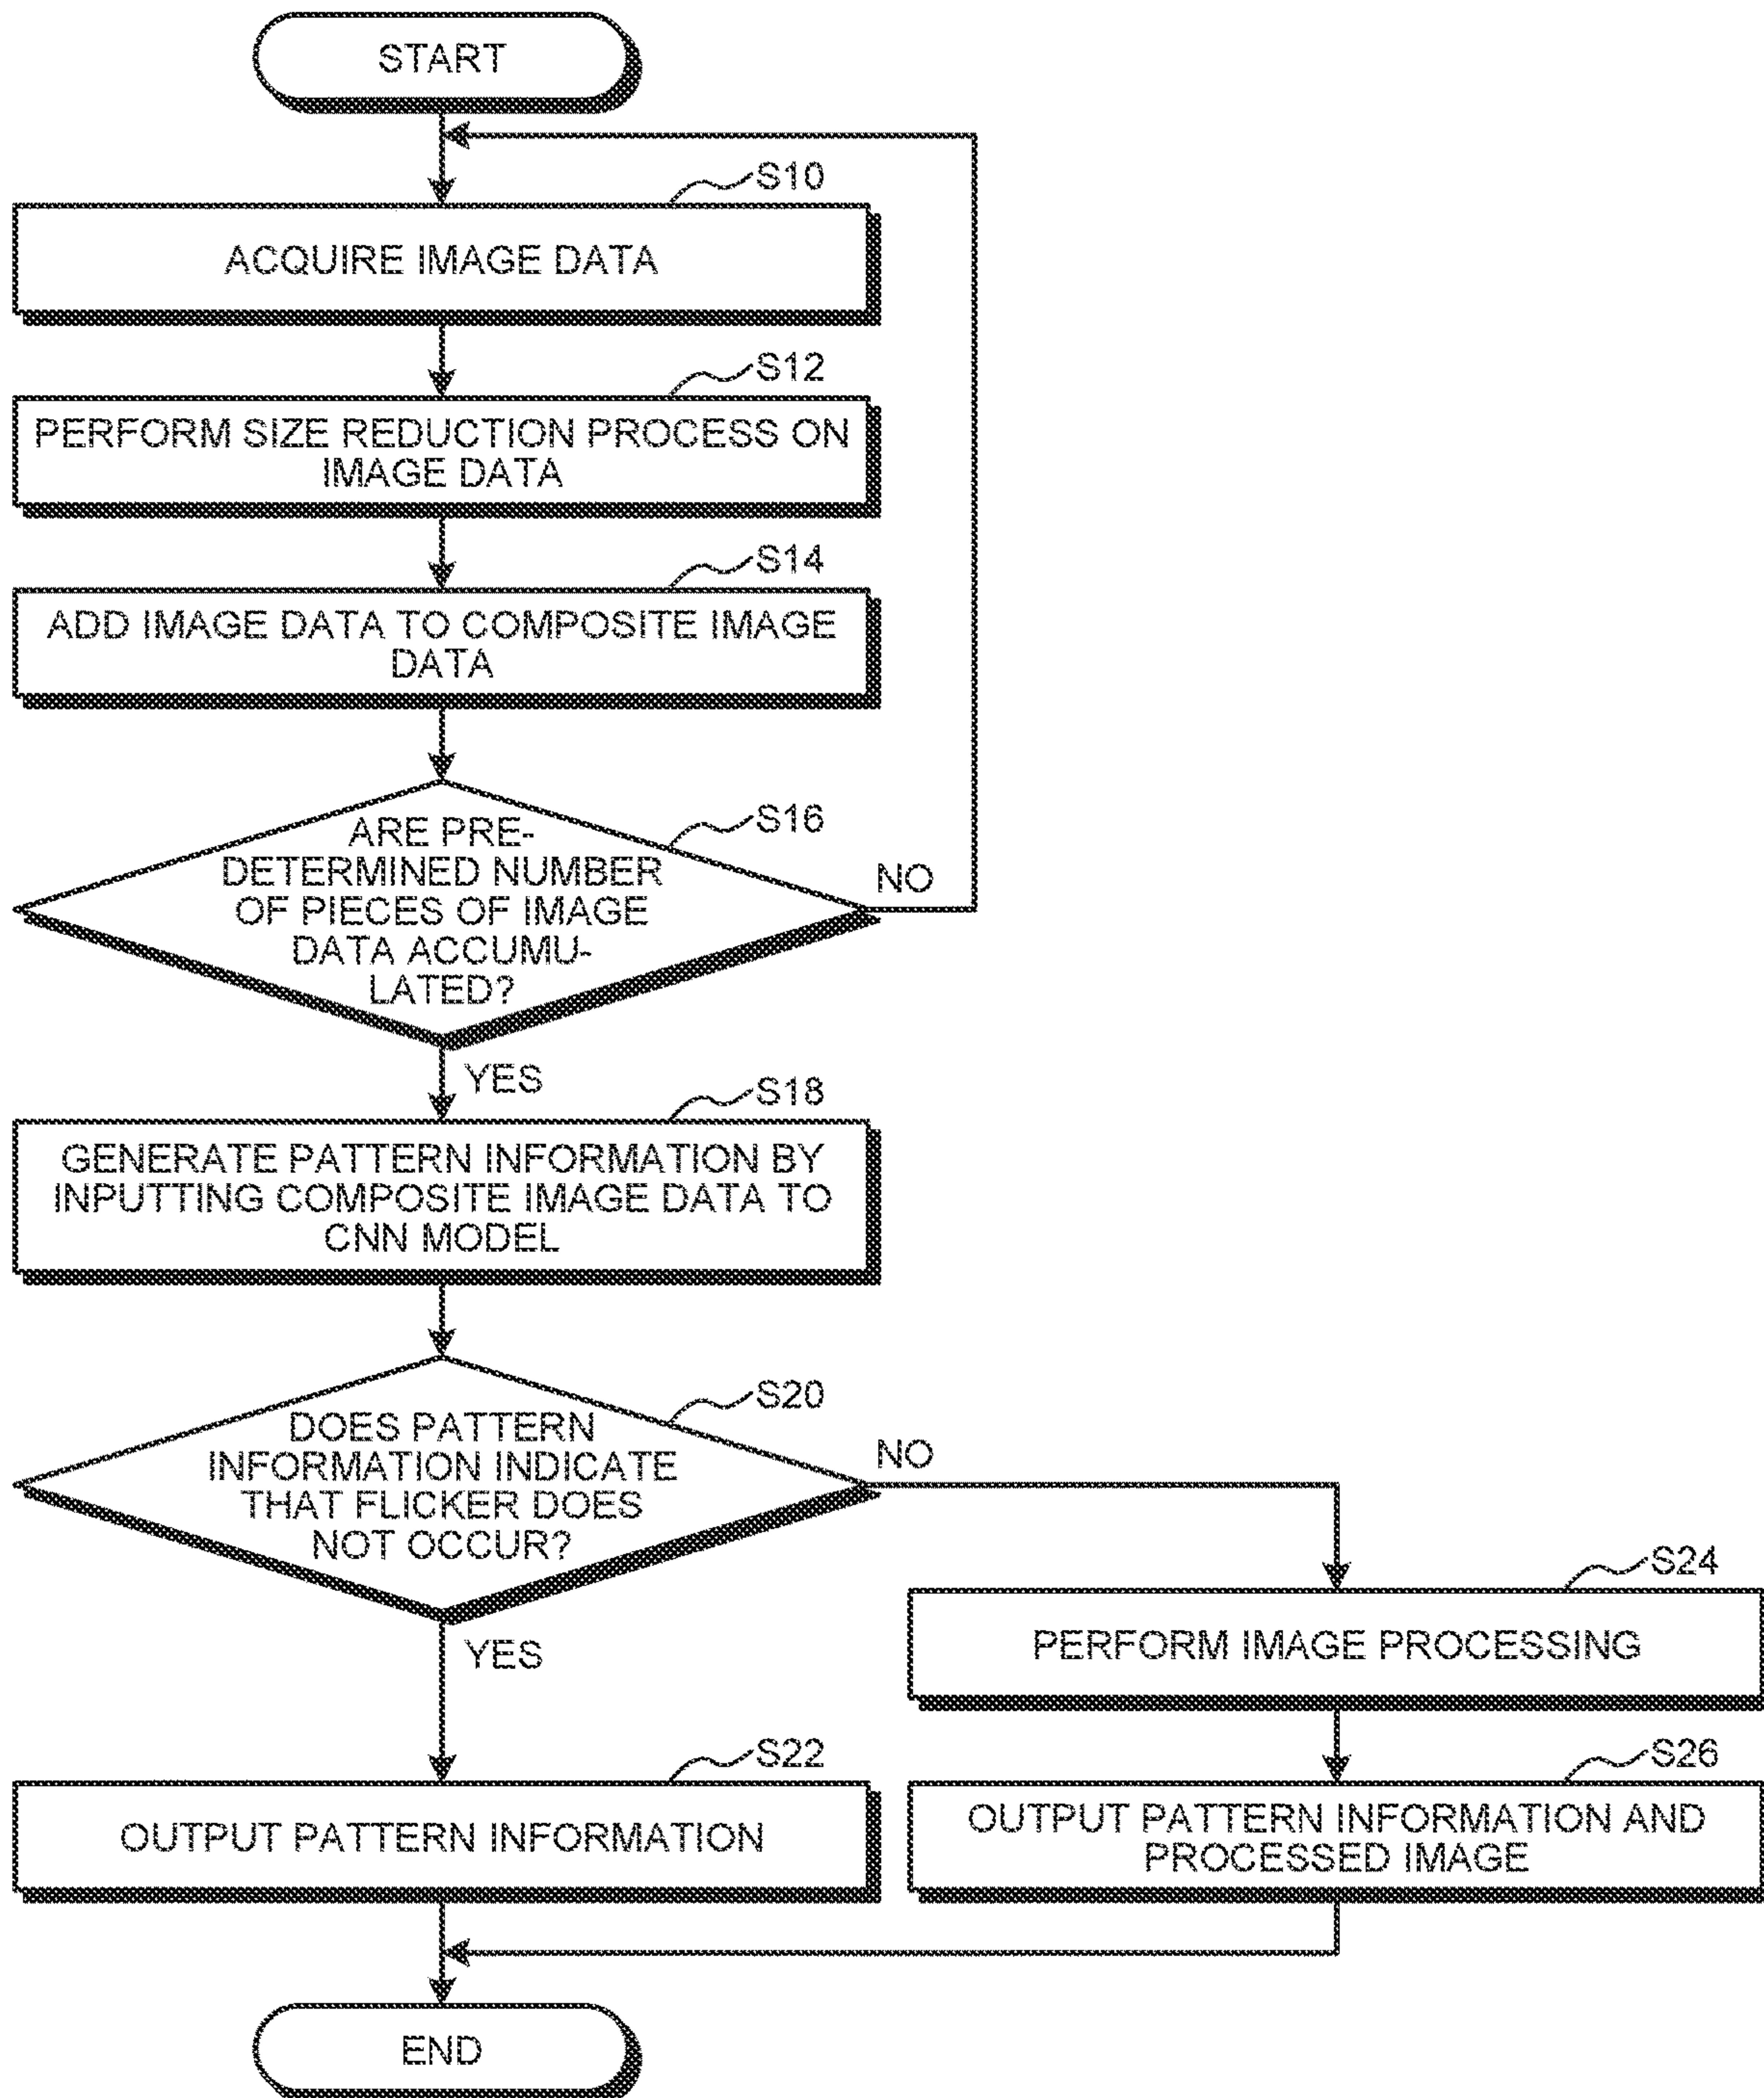 START
S10
ACQUIRE IMAGE DATA
S12
PERFORM SIZE REDUCTION PROCESS ON
IMAGE DATA
S14
ADD IMAGE DATA TO COMPOSITE IMAGE
DATA
S16
ARE PRE-
DETERMINED NUMBER
OF PIECES OF IMAGE
DATA ACCUMU-
LATED?
NO
YES
S18
GENERATE PATTERN INFORMATION BY
INPUTTING COMPOSITE IMAGE DATA TO
CNN MODEL
S20
DOES PATTERN
INFORMATION INDICATE
THAT FLICKER DOES
NOT OCCUR?
NO
YES
S24
PERFORM IMAGE PROCESSING
S22
OUTPUT PATTERN INFORMATION
S26
OUTPUT PATTERN INFORMATION AND
PROCESSED IMAGE
END